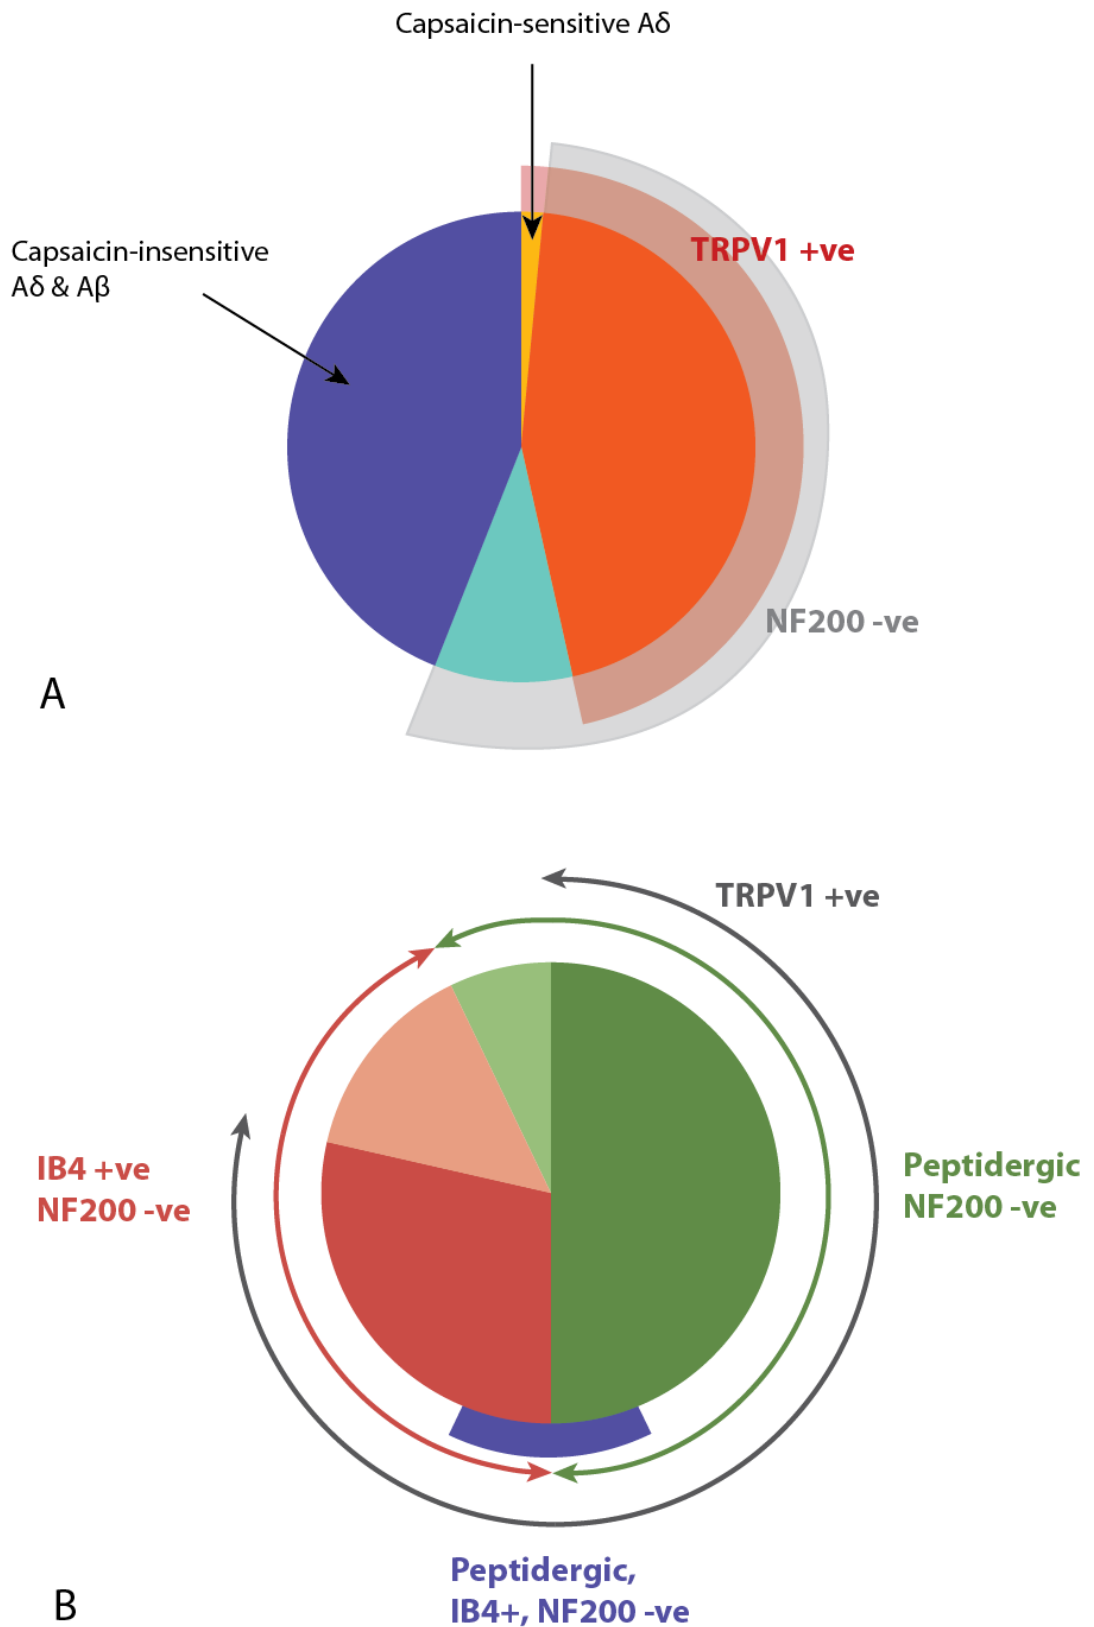 Capsaicin-sensitive Aδ
Capsaicin-insensitive
Aδ & Aβ
TRPV1 +ve
NF200 -ve
A
TRPV1 +ve
IB4 +ve
NF200 -ve
Peptidergic
NF200 -ve
Peptidergic,
IB4+, NF200 -ve
B